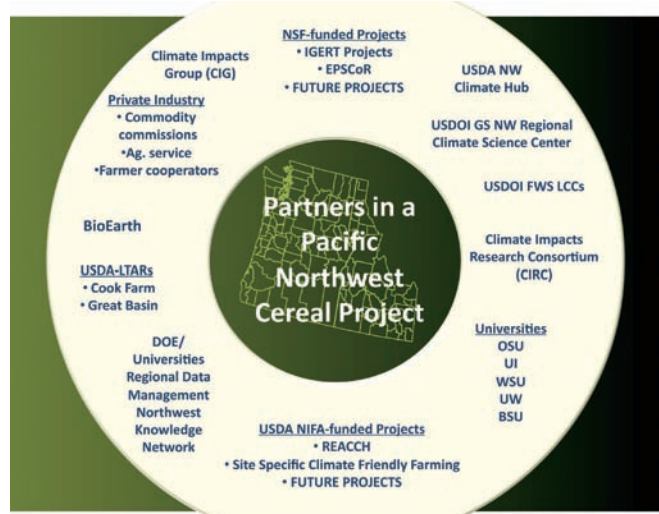 NSF-funded Projects
• IGERT Projects
• EPSCoR
• FUTURE PROJECTS
USDA NW
Climate Hub
USDOI GS NW Regional
Climate Science Center
USDOI FWS LCCs
Climate Impacts
Research Consortium
(CIRC)
Universities
OSU
UI
WSU
UW
BSU
USDA NIFA-funded Projects
• REACCH
• Site Specific Climate Friendly Farming
• FUTURE PROJECTS
DOE/
Universities
Regional Data
Management
Northwest
Knowledge
Network
USDA-LTARs
• Cook Farm
• Great Basin
BioEarth
Private Industry
• Commodity
commissions
• Ag. service
• Farmer cooperators
Climate Impacts
Group (CIG)
Partners in a
Pacific
Northwest
Cereal Project